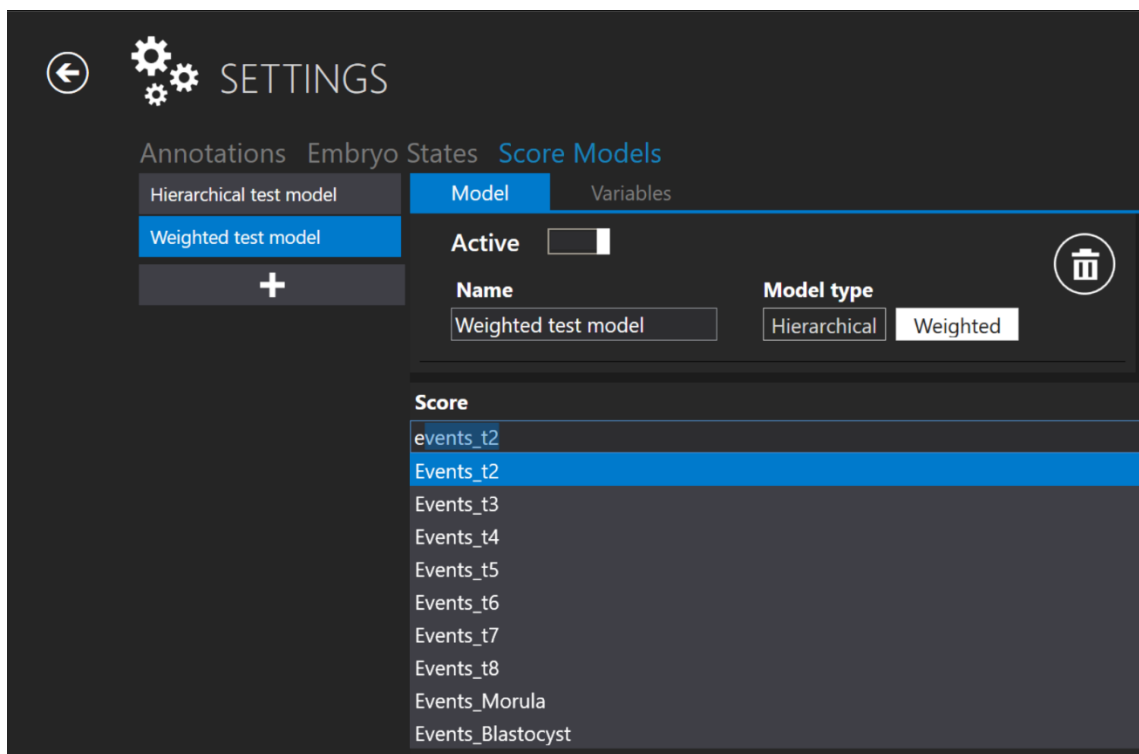 SETTINGS
Annotations Embryo States Score Models
Hierarchical test model
Weighted test model
Model Variables
Active
Name Model type
Weighted test model Hierarchical Weighted
Score
events_t2
Events_t2
Events_t3
Events_t4
Events_t5
Events_t6
Events_t7
Events_t8
Events_Morula
Events_Blastocyst